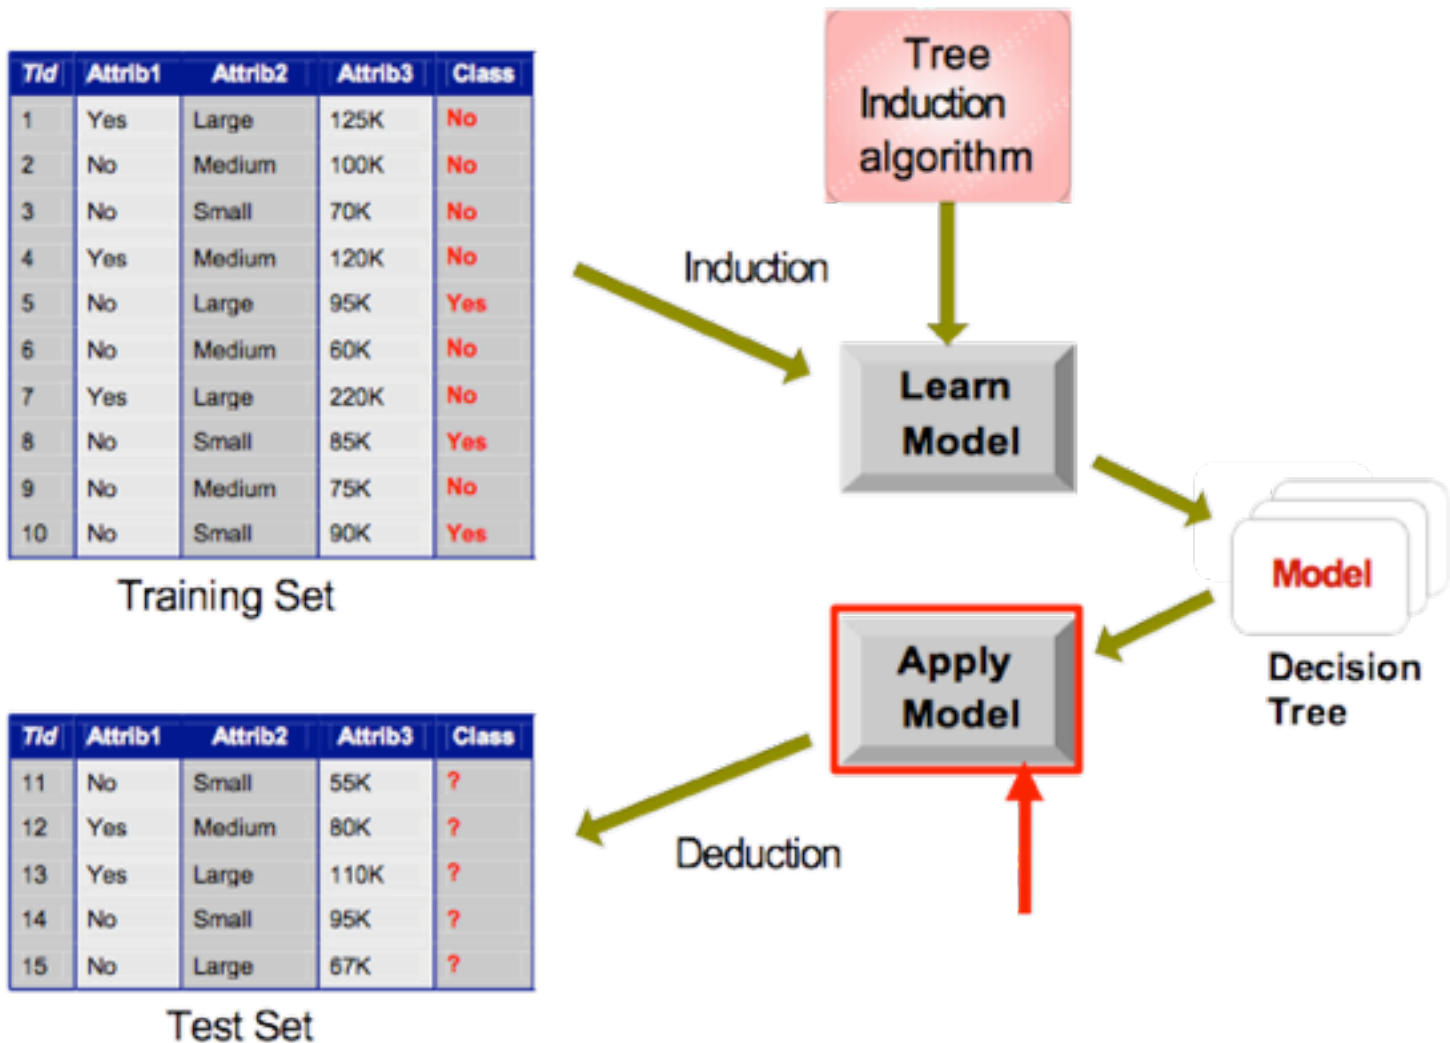 Tid Attrib1 Attrib2 Attrib3 Class
1 Yes Large 125K No
2 No Medium 100K No
3 No Small 70K No
4 Yes Medium 120K No
5 No Large 95K Yes
6 No Medium 60K No
7 Yes Large 220K No
8 No Small 85K Yes
9 No Medium 75K No
10 No Small 90K Yes
Training Set
Tree
Induction
algorithm
Induction
Learn
Model
Model
Decision
Tree
Apply
Model
Deduction
Tid Attrib1 Attrib2 Attrib3 Class
11 No Small 55K ?
12 Yes Medium 80K ?
13 Yes Large 110K ?
14 No Small 95K ?
15 No Large 67K ?
Test Set